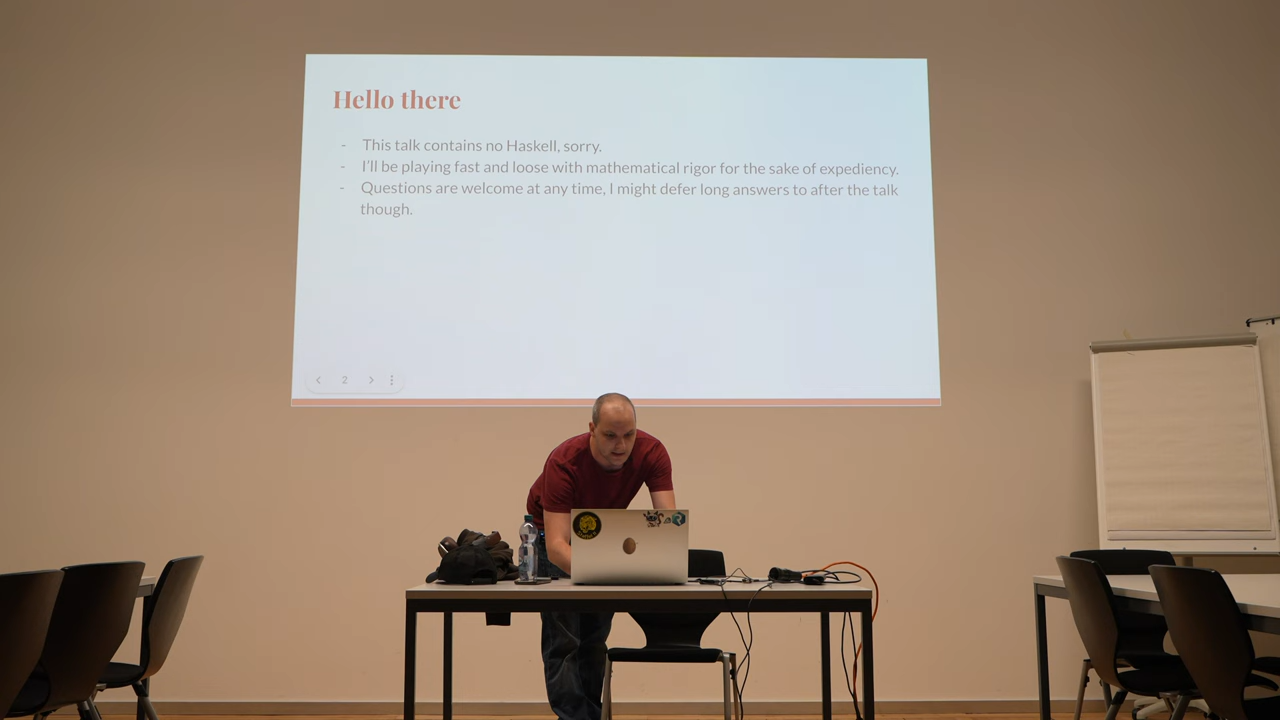 Hello there
- This talk contains no Haskell, sorry.
- I'll be playing fast and loose with mathematical rigor for the sake of expediency.
- Questions are welcome at any time, I might defer long answers to after the talk
though.
2